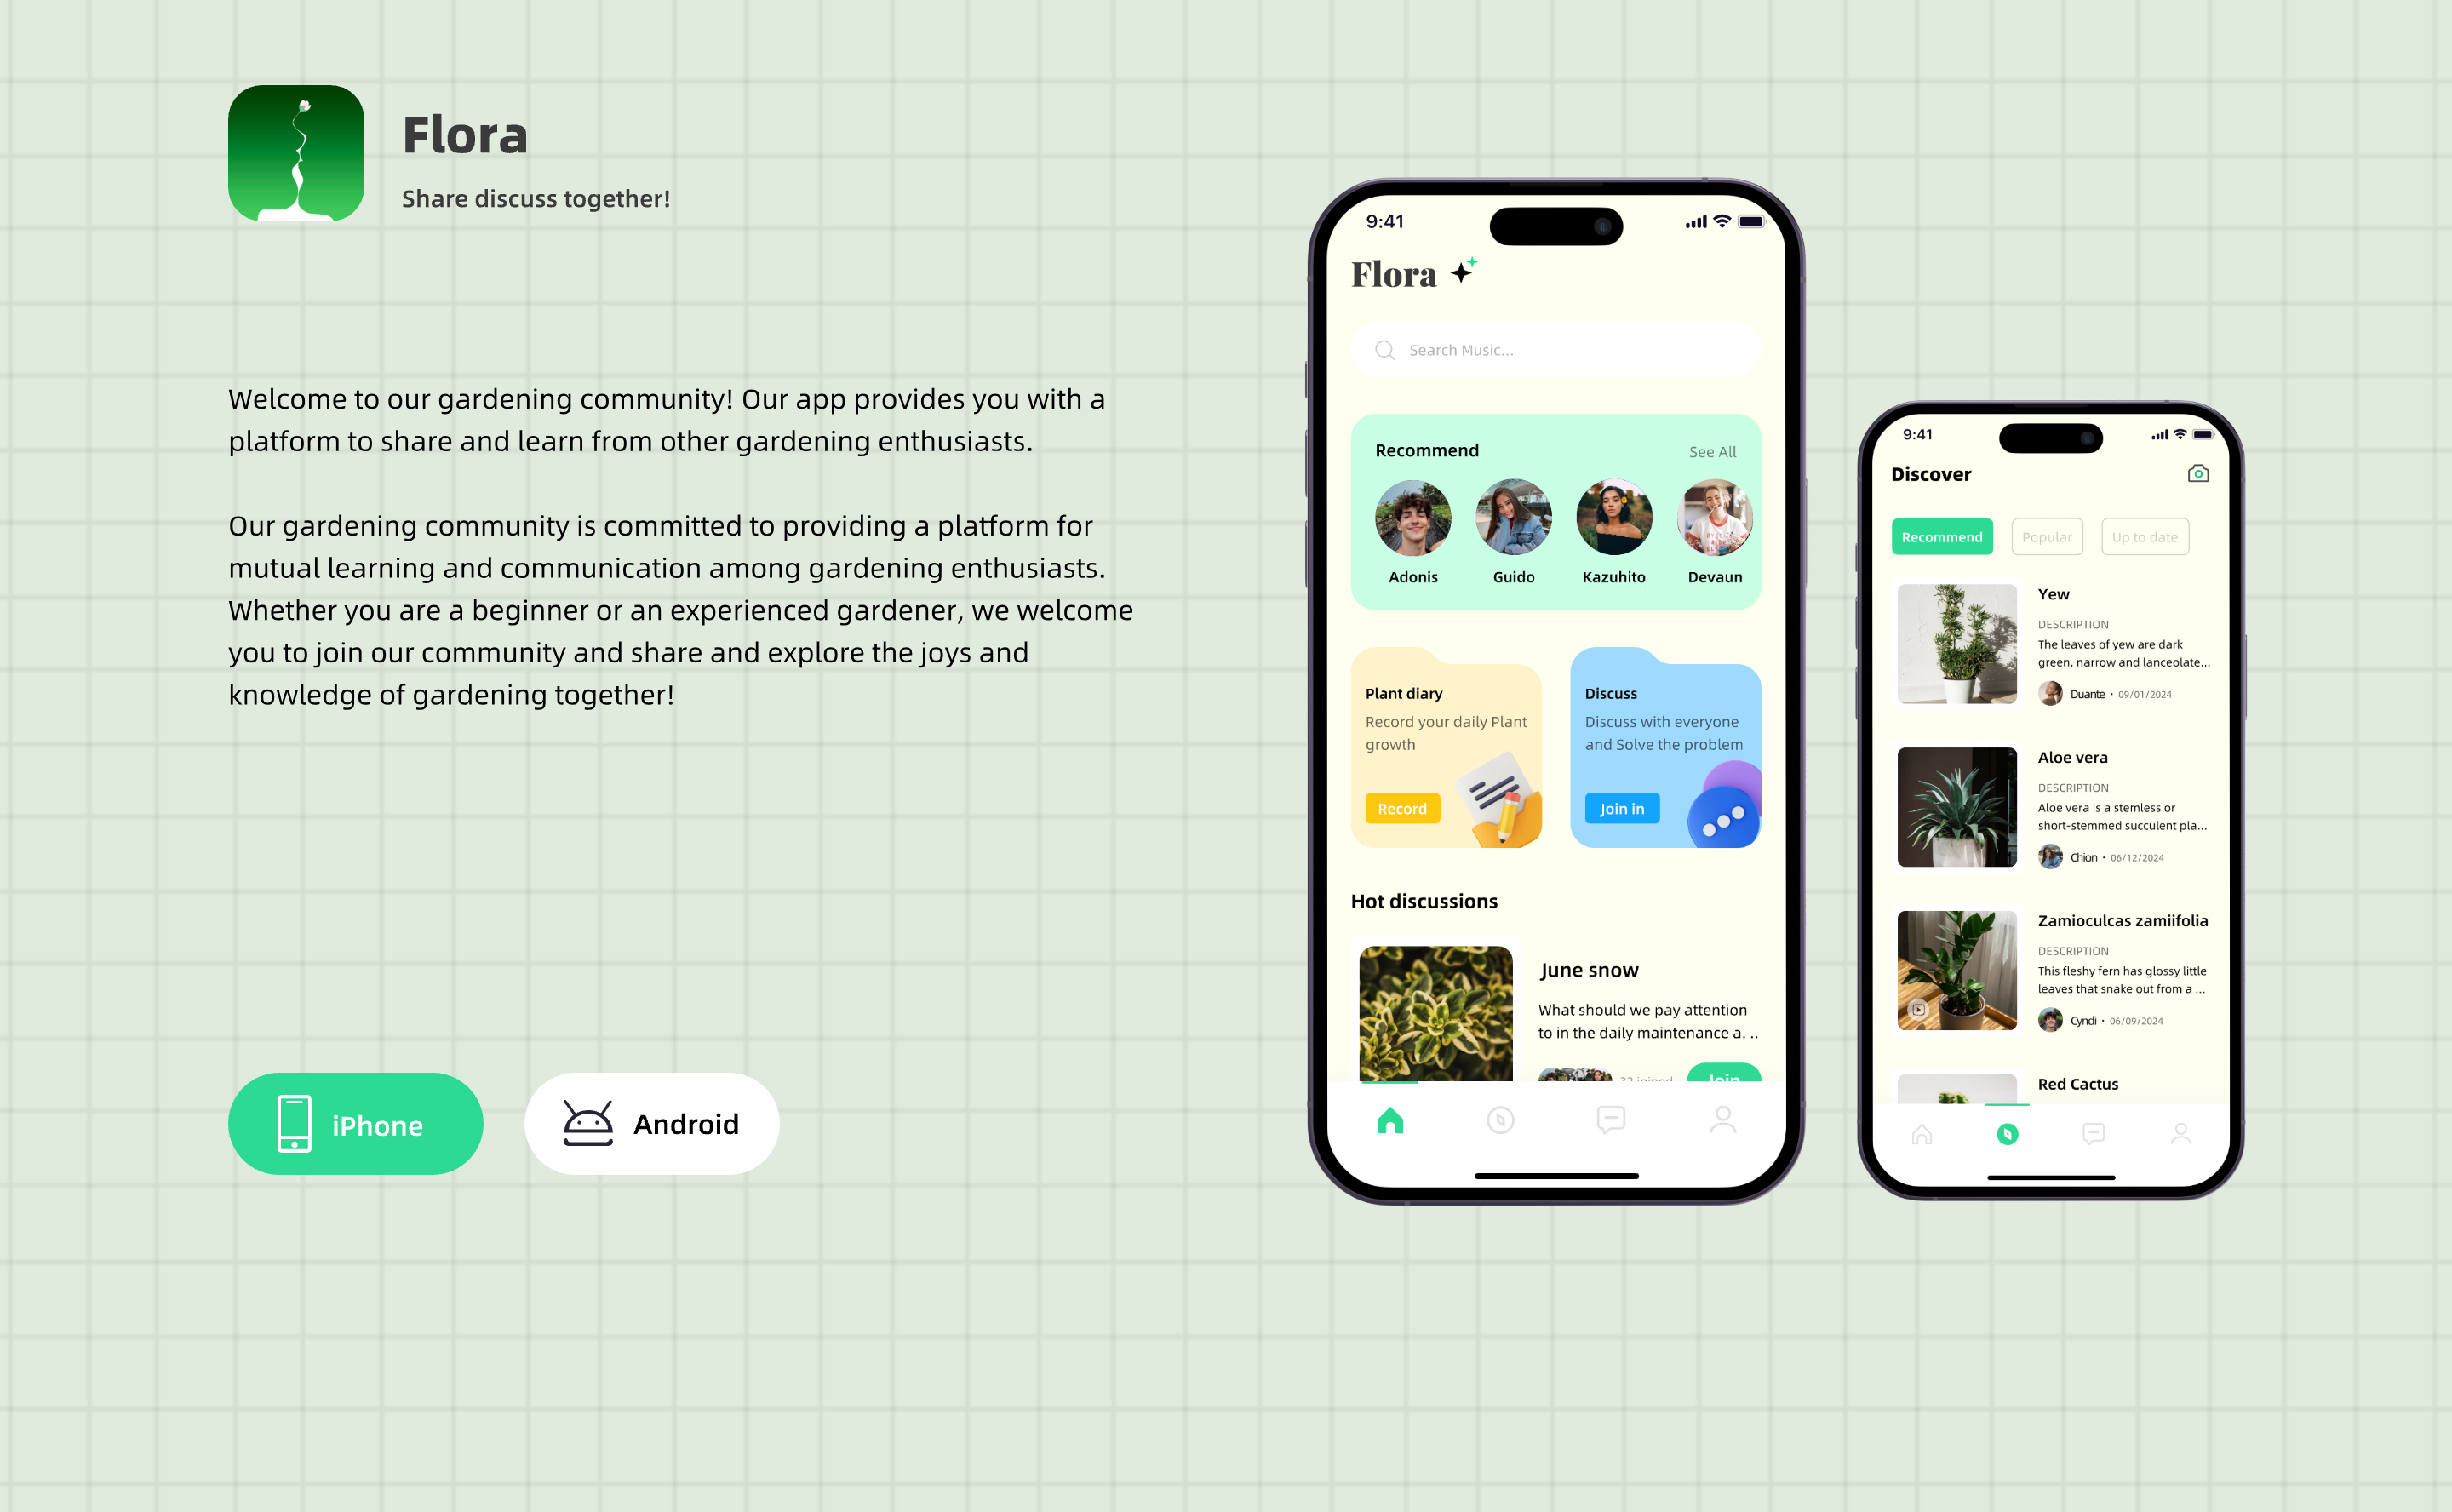 Flora
Share discuss together!
Welcome to our gardening community! Our app provides you with a
platform to share and learn from other gardening enthusiasts.
Our gardening community is committed to providing a platform for
mutual learning and communication among gardening enthusiasts.
Whether you are a beginner or an experienced gardener, we welcome
you to join our community and share and explore the joys and
knowledge of gardening together!
iPhone
Android
9:41
Flora
Search Music...
Recommend
See All
Adonis
Guido
Kazuhito
Devaun
Plant diary
Record your daily Plant
growth
Record
Discuss
Discuss with everyone
and Solve the problem
Join in
Hot discussions
June snow
What should we pay attention
to in the daily maintenance a. ..
32 joined
Join
9:41
Discover
Recommend
Popular
Up to date
Yew
DESCRIPTION
The leaves of yew are dark
green, narrow and lanceolate...
Duante · 09/01/2024
Aloe vera
DESCRIPTION
Aloe vera is a stemless or
short-stemmed succulent pla...
Chion · 06/12/2024
Zamioculcas zamiifolia
DESCRIPTION
This fleshy fern has glossy little
leaves that snake out from a ...
Cyndi · 06/09/2024
Red Cactus